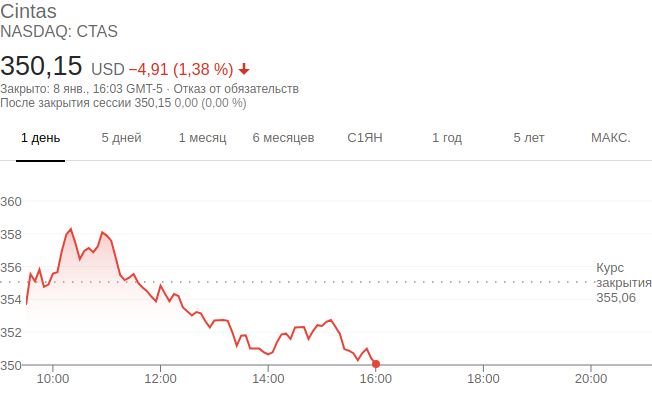 Cintas
NASDAQ: CTAS
350,15 USD −4,91 (1,38 %)
Закрыто: 8 янв., 16:03 GMT-5 · Отказ от обязательств
После закрытия сессии 350,15 0,00 (0,00 %)
1 день 5 дней 1 месяц 6 месяцев С1ЯН 1 год 5 лет МАКС.
360
358
356
354
352
350
Курс
закрытия
355,06
10:00 12:00 14:00 16:00 18:00 20:00